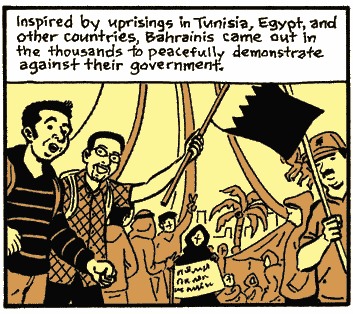 Inspired by uprisings in Tunisia, Egypt, and
other countries, Bahrainis came out in
the thousands to peacefully demonstrate
against their government.